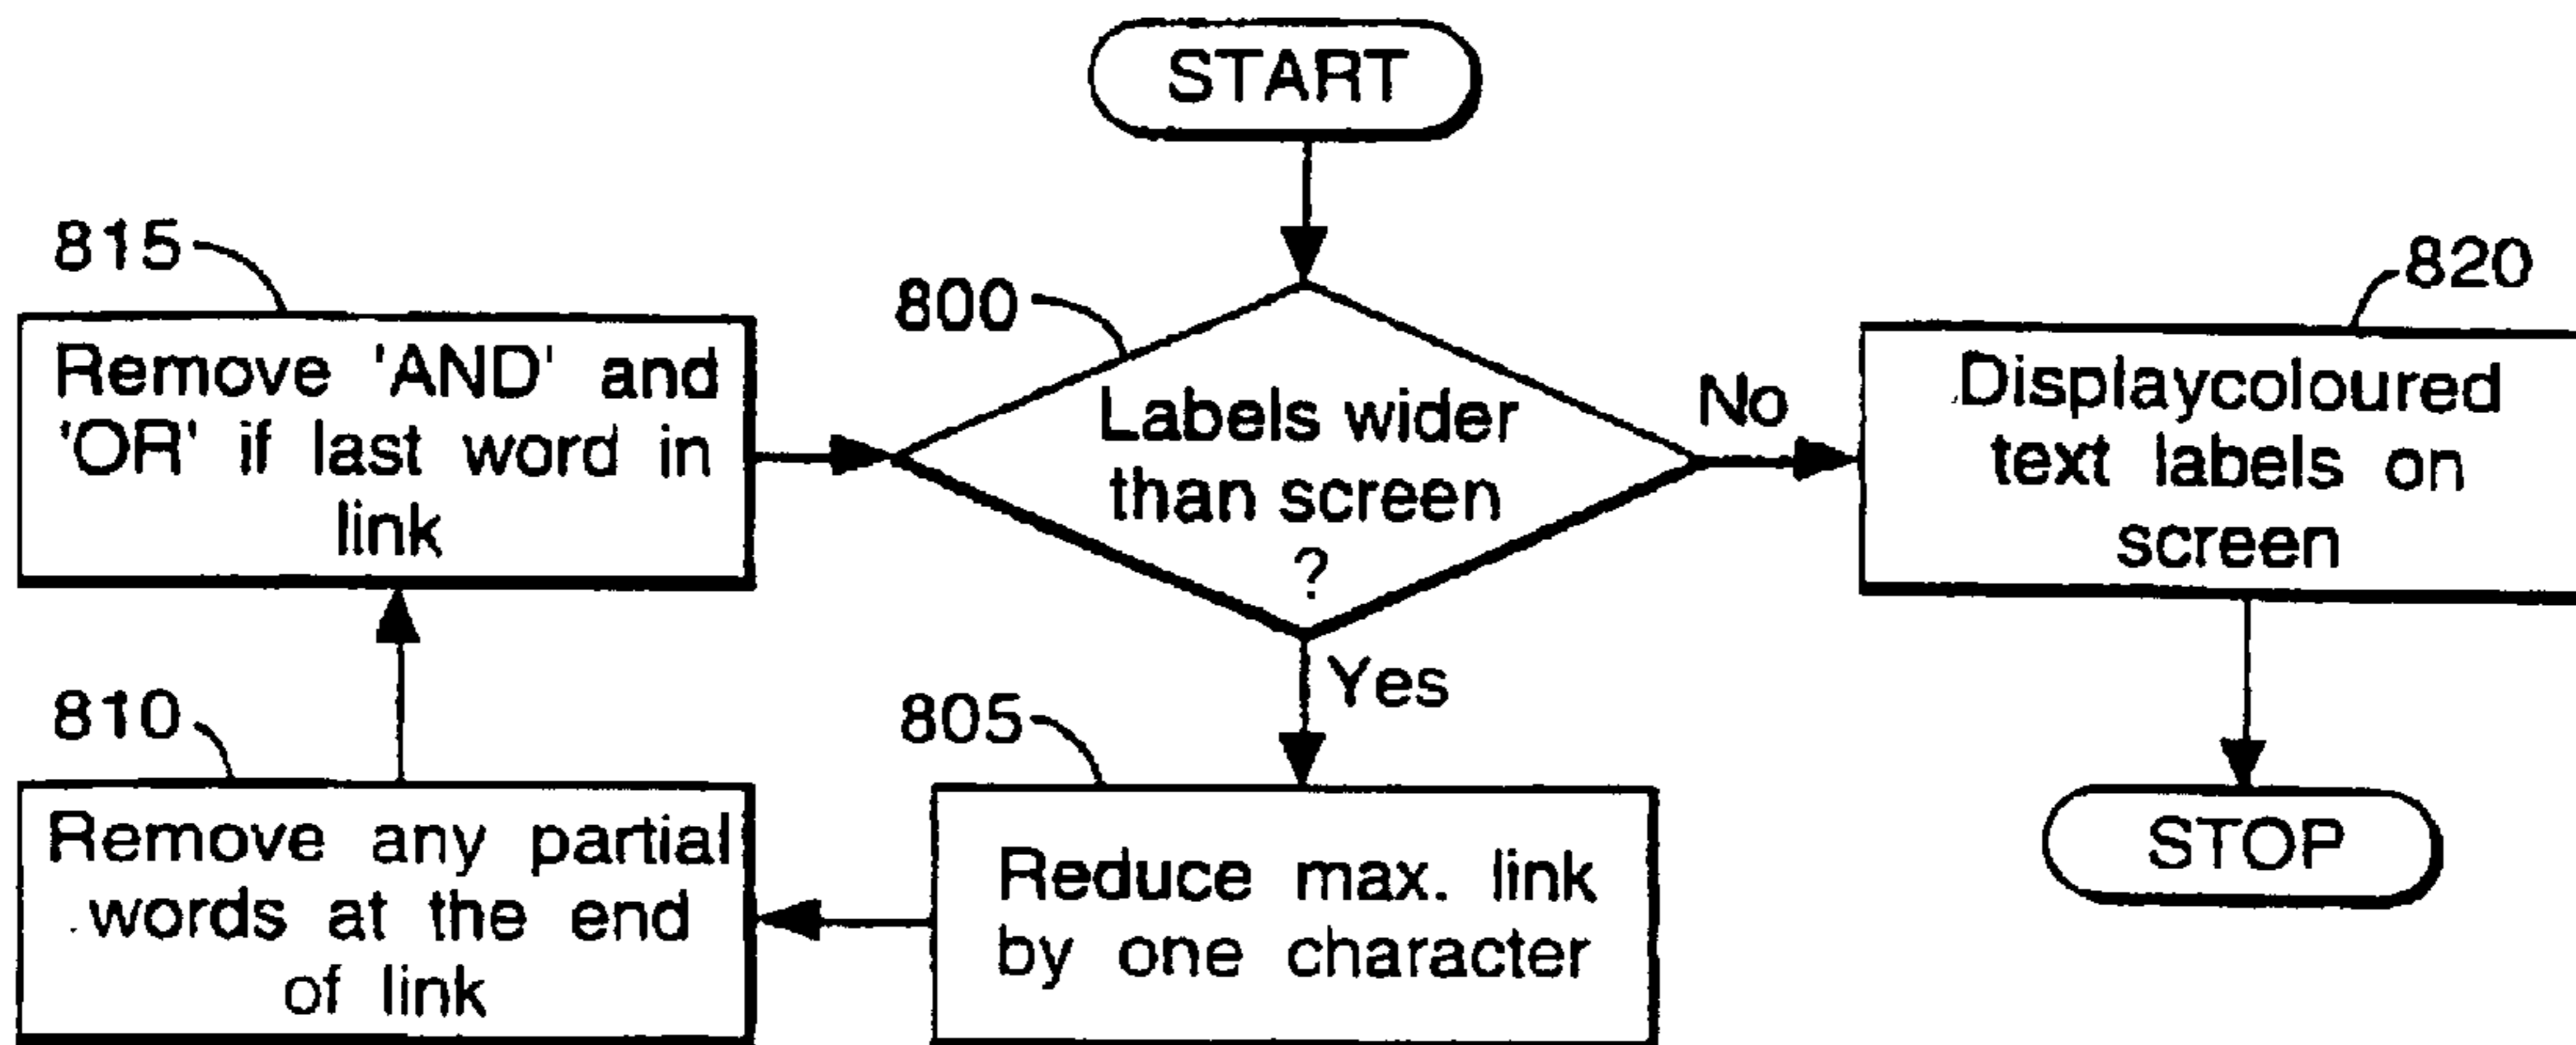 START
815
Remove 'AND' and
'OR' if last word in
link
800
Labels wider
than screen
?
No
820
Displaycoloured
text labels on
screen
Yes
810
Remove any partial
words at the end
of link
805
Reduce max. link
by one character
STOP